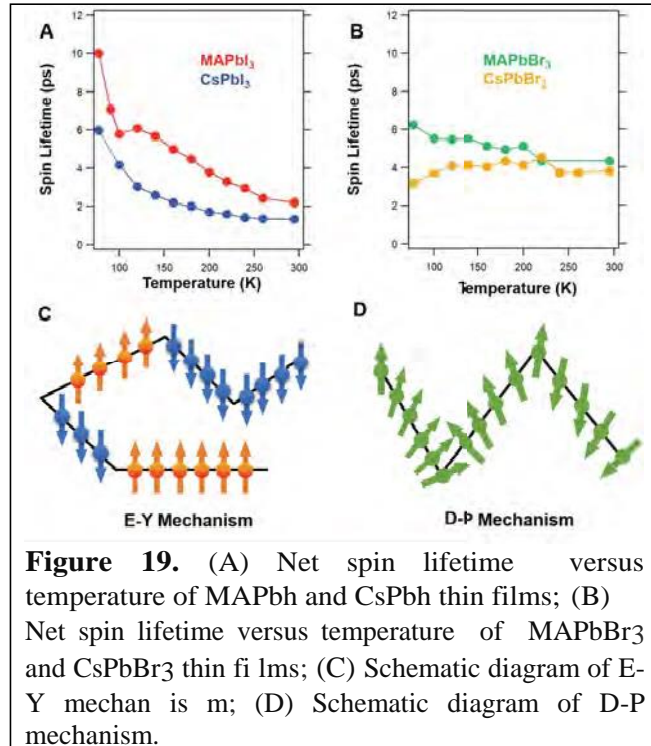 A
MAPbI₃
CsPbI₃
12
10
8
6
4
2
0
Spin Lifetime (ps)
100
150
200
250
300
Temperature (K)
B
MAPbBr₃
CsPbBr₃
12
10
8
6
4
2
0
Spin Lifetime (ps)
100
150
200
250
300
Temperature (K)
C
E-Y Mechanism
D
D-Þ Mechanism
Figure 19. (A) Net spin lifetime versus
temperature of MAPbh and CsPbh thin films; (B)
Net spin lifetime versus temperature of MAPbBr3
and CsPbBr3 thin fi lms; (C) Schematic diagram of E-
Y mechan is m; (D) Schematic diagram of D-P
mechanism.